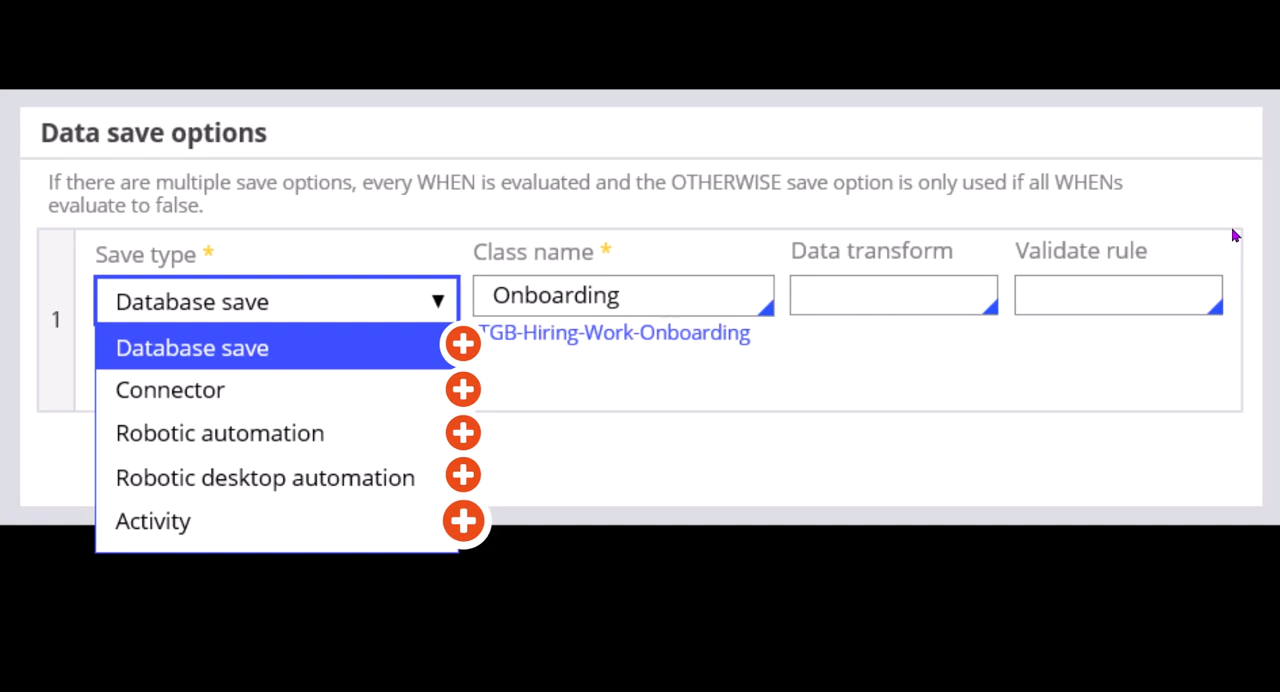 Data save options
If there are multiple save options, every WHEN is evaluated and the OTHERWISE save option is only used if all WHENs
evaluate to false.
Save type *
Class name *
Data transform
Validate rule
1
Database save ▼
Onboarding
TGB-Hiring-Work-Onboarding
Database save
Connector
Robotic automation
Robotic desktop automation
Activity